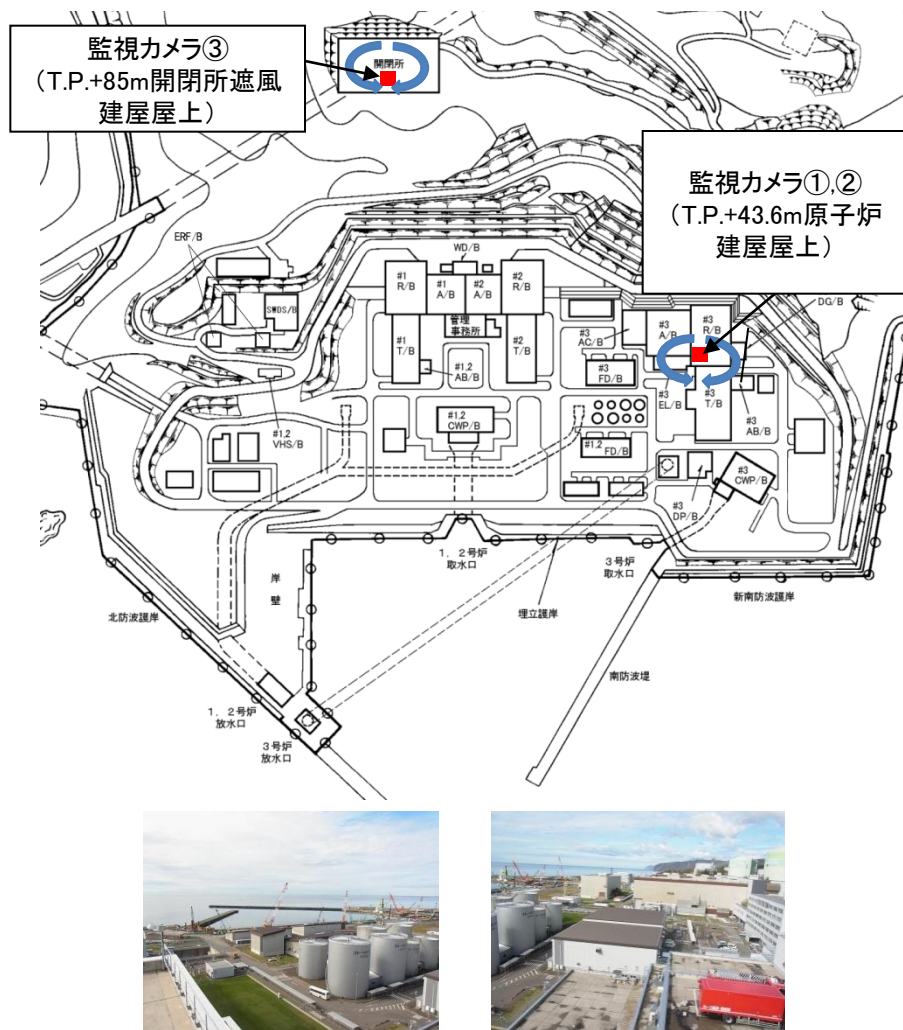 監視カメラ③
（T.P.+85m開閉所遮風
建屋屋上）
開閉所
監視カメラ①,②
（T.P.+43.6m原子炉
建屋屋上）
ERF/B
SWDS/B
WD/B
#1
R/B
#1
A/B
#2
A/B
#2
R/B
管理
事務所
#1
T/B
#1,2
AB/B
#2
T/B
#1,2
CWP/B
#1,2
VHS/B
DG/B
#3
R/B
#3
A/B
#3
AC/B
#3
FD/B
#3
EL/B
#3
T/B
#3
AB/B
#1,2 FD/B
#3
CWP/B
#3
DP/B
１．２号炉
取水口
３号炉
取水口
埋立護岸
新南防波護岸
岸
壁
北防波護岸
南防波堤
１．２号炉
放水口
３号炉
放水口